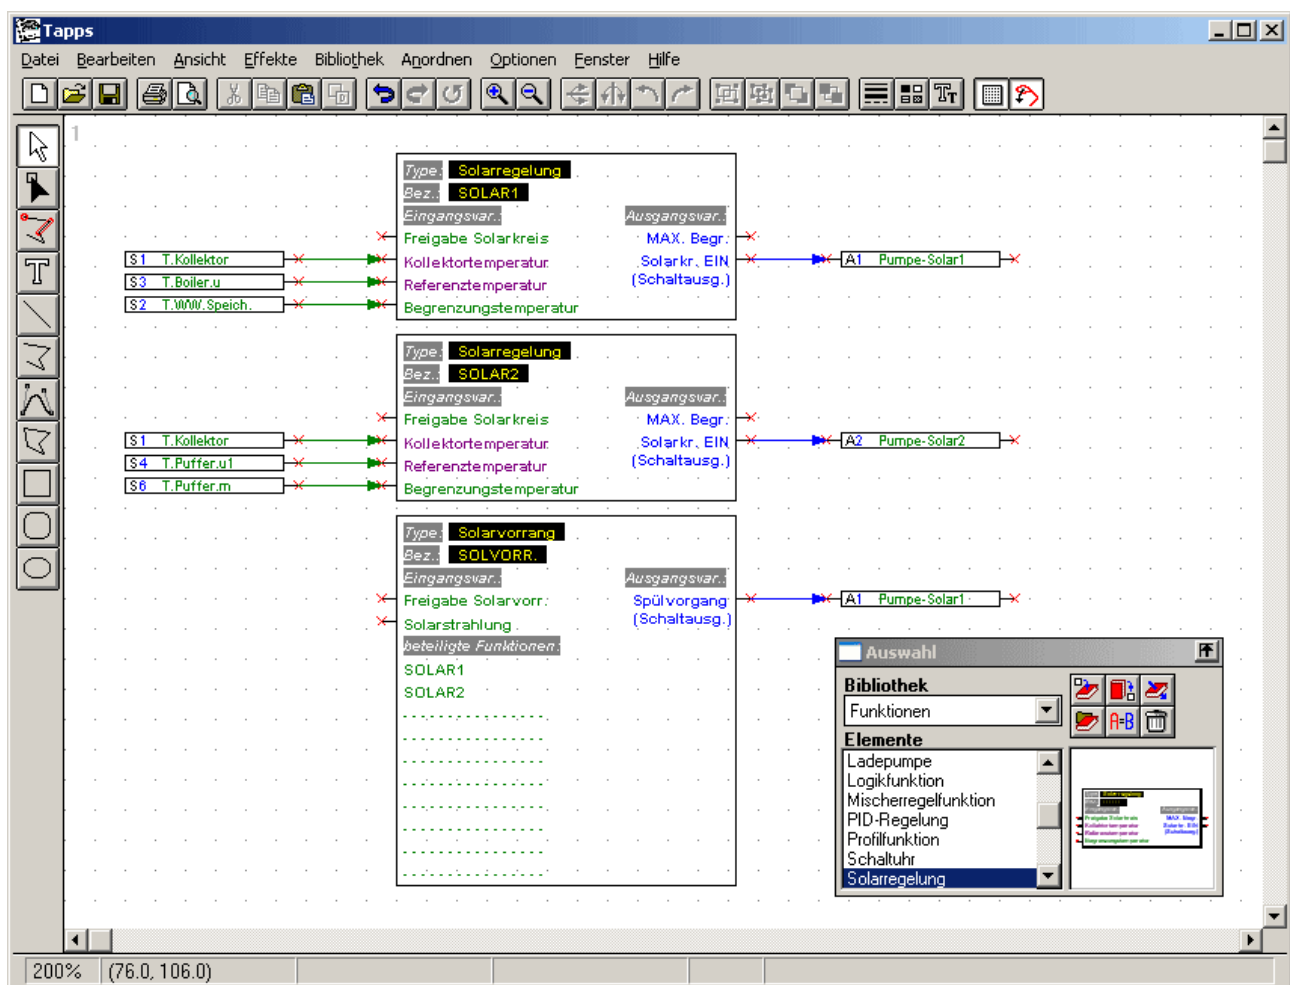 Tapps
Datei Bearbeiten Ansicht Effekte Bibliothek Anordnen Optionen Fenster Hilfe
1
Type: Solarregelung
Bez.: SOLAR1
Eingangsvar.: Ausgangsvar.:
Freigabe Solarkreis MAX. Begr.
S1 T.Kollektor Kollektortemperatur Solarkr. EIN A1 Pumpe-Solar1
S3 T.Boiler.u Referenztemperatur (Schaltausg.)
S2 T.WW.Speich. Begrenzungstemperatur
Type: Solarregelung
Bez.: SOLAR2
Eingangsvar.: Ausgangsvar.:
Freigabe Solarkreis MAX. Begr.
S1 T.Kollektor Kollektortemperatur Solarkr. EIN A2 Pumpe-Solar2
S4 T.Puffer.u1 Referenztemperatur (Schaltausg.)
S6 T.Puffer.m Begrenzungstemperatur
Type: Solarvorrang
Bez.: SOLVORR.
Eingangsvar.: Ausgangsvar.:
Freigabe Solarvorr. Spülvorgang A1 Pumpe-Solar1
Solarstrahlung (Schaltausg.)
beteiligte Funktionen:
SOLAR1
SOLAR2
Auswahl
Bibliothek
Funktionen
A=B
Elemente
Ladepumpe
Logikfunktion
Mischerregelfunktion
PID-Regelung
Profilfunktion
Schaltuhr
Solarregelung
200% (76.0, 106.0)